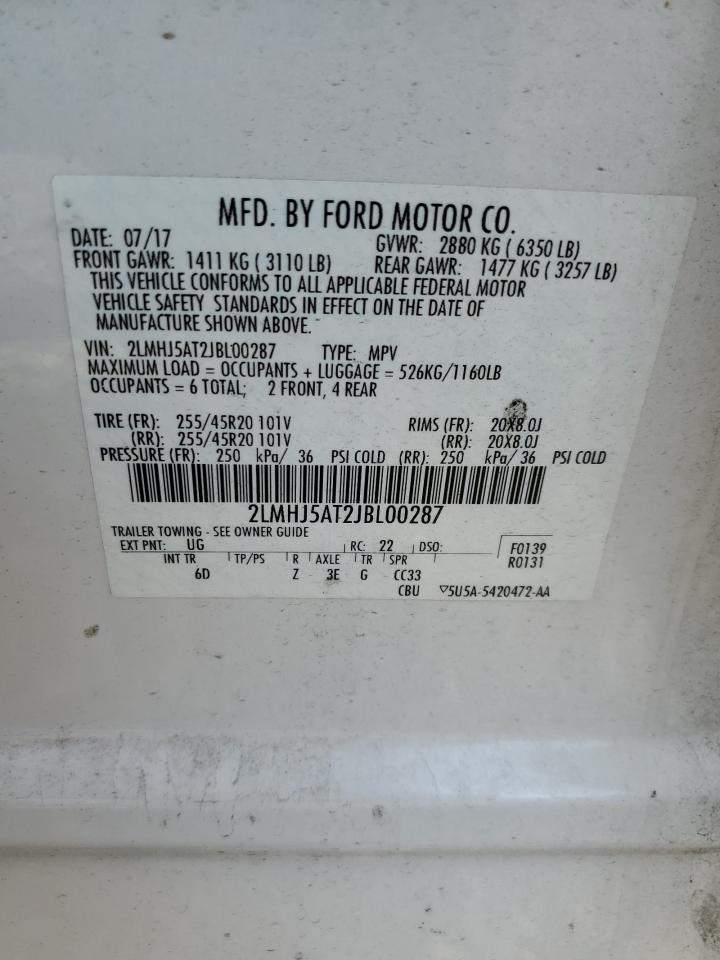 MFD. BY FORD MOTOR CO.
DATE: 07/17 GVWR: 2880 KG ( 6350 LB)
FRONT GAWR: 1411 KG ( 3110 LB) REAR GAWR: 1477 KG ( 3257 LB)
THIS VEHICLE CONFORMS TO ALL APPLICABLE FEDERAL MOTOR
VEHICLE SAFETY STANDARDS IN EFFECT ON THE DATE OF
MANUFACTURE SHOWN ABOVE.
VIN: 2LMHJ5AT2JBL00287 TYPE: MPV
MAXIMUM LOAD = OCCUPANTS + LUGGAGE = 526KG/1160LB
OCCUPANTS = 6 TOTAL; 2 FRONT, 4 REAR
TIRE (FR): 255/45R20 101V RIMS (FR): 20X8.0J
(RR): 255/45R20 101V (RR): 20X8.0J
PRESSURE (FR): 250 kPa/ 36 PSI COLD (RR): 250 kPa/ 36 PSI COLD
2LMHJ5AT2JBL00287
TRAILER TOWING - SEE OWNER GUIDE
EXT PNT: UG RC: 22 DSO: F0139
INT TR TP/PS R AXLE TR SPR R0131
6D Z 3E G CC33
CBU ▽5U5A-5420472-AA